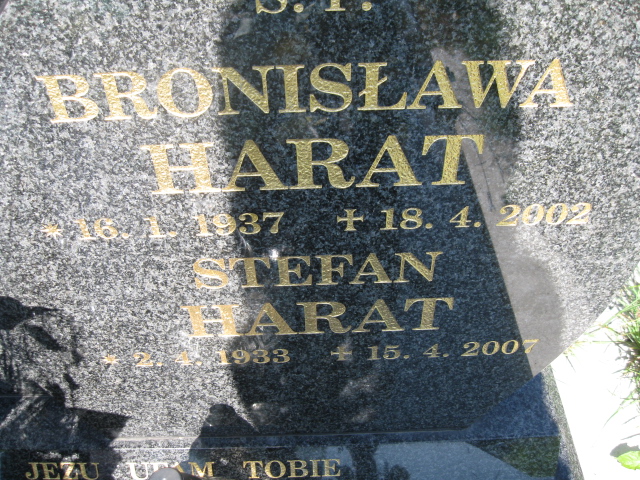 Ś. P.
BRONISŁAWA
HARAT
* 16. 1. 1937 + 18. 4. 2002
STEFAN
HARAT
* 2. 4. 1933 + 15. 4. 2007
JEZU UFAM TOBIE